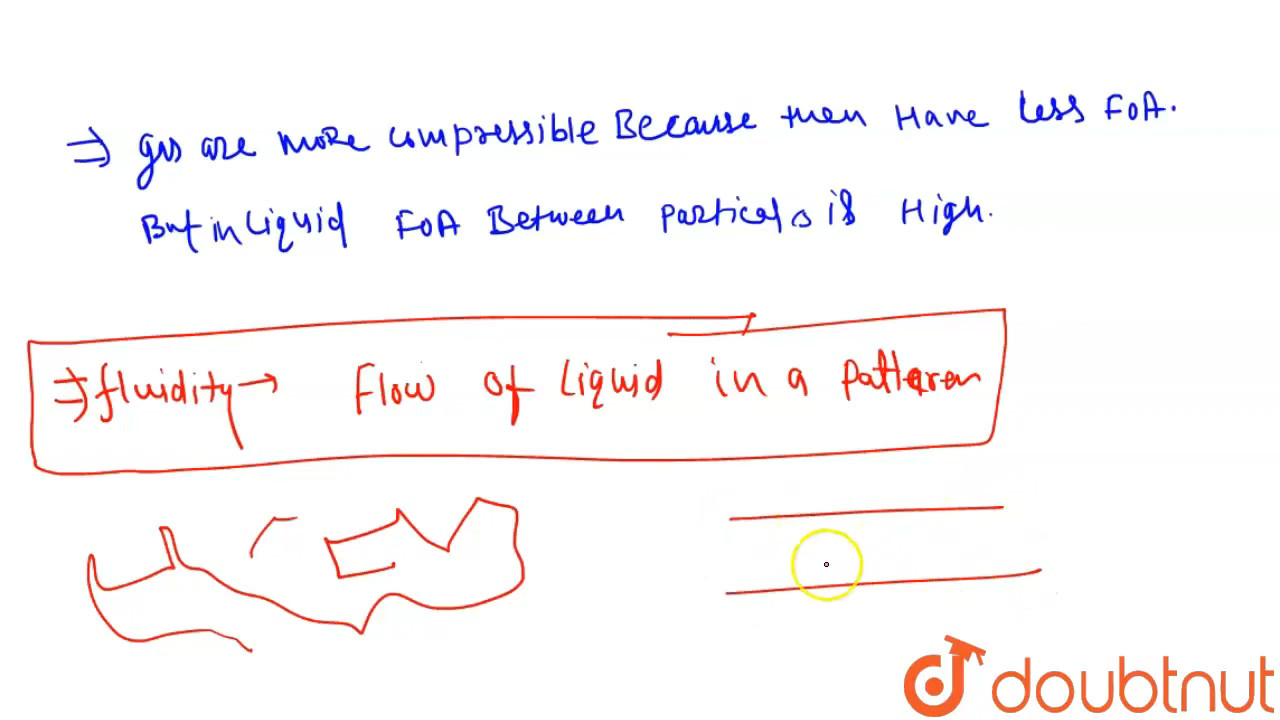 ⇒ gas are more compressible Because then Have less FOA.
But in Liquid FOA Between particals is High.
⇒ fluidity → Flow of Liquid in a Patteren
doubtnut